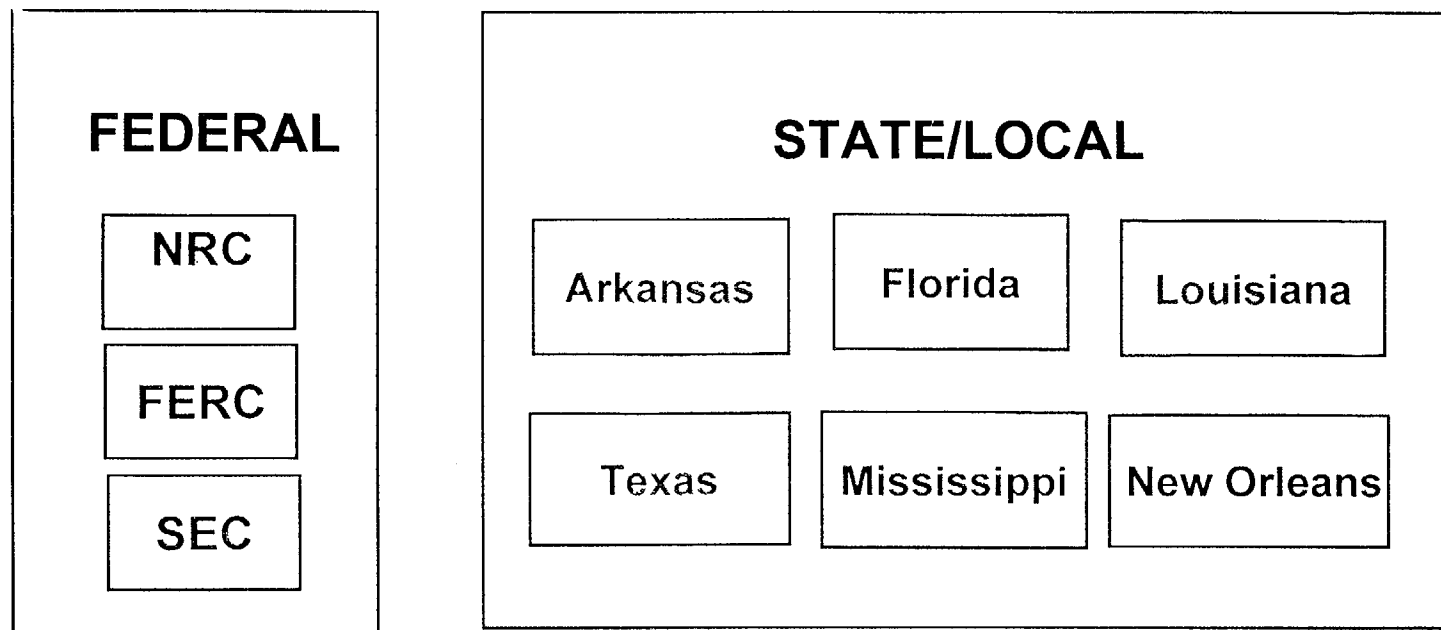 FEDERAL
NRC
FERC
SEC
STATE/LOCAL
Arkansas
Florida
Louisiana
Texas
Mississippi
New Orleans